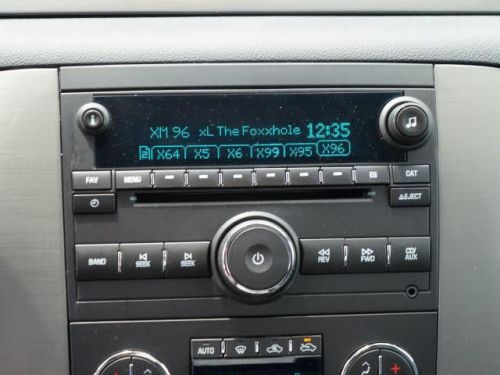 XM 96 xL The Foxxhole 12:35
X64 X5 X6 X99 X95 X96
FAV MENU CAT
EJECT
BAND SEEK SEEK REV FWD CD/AUX
AUTO